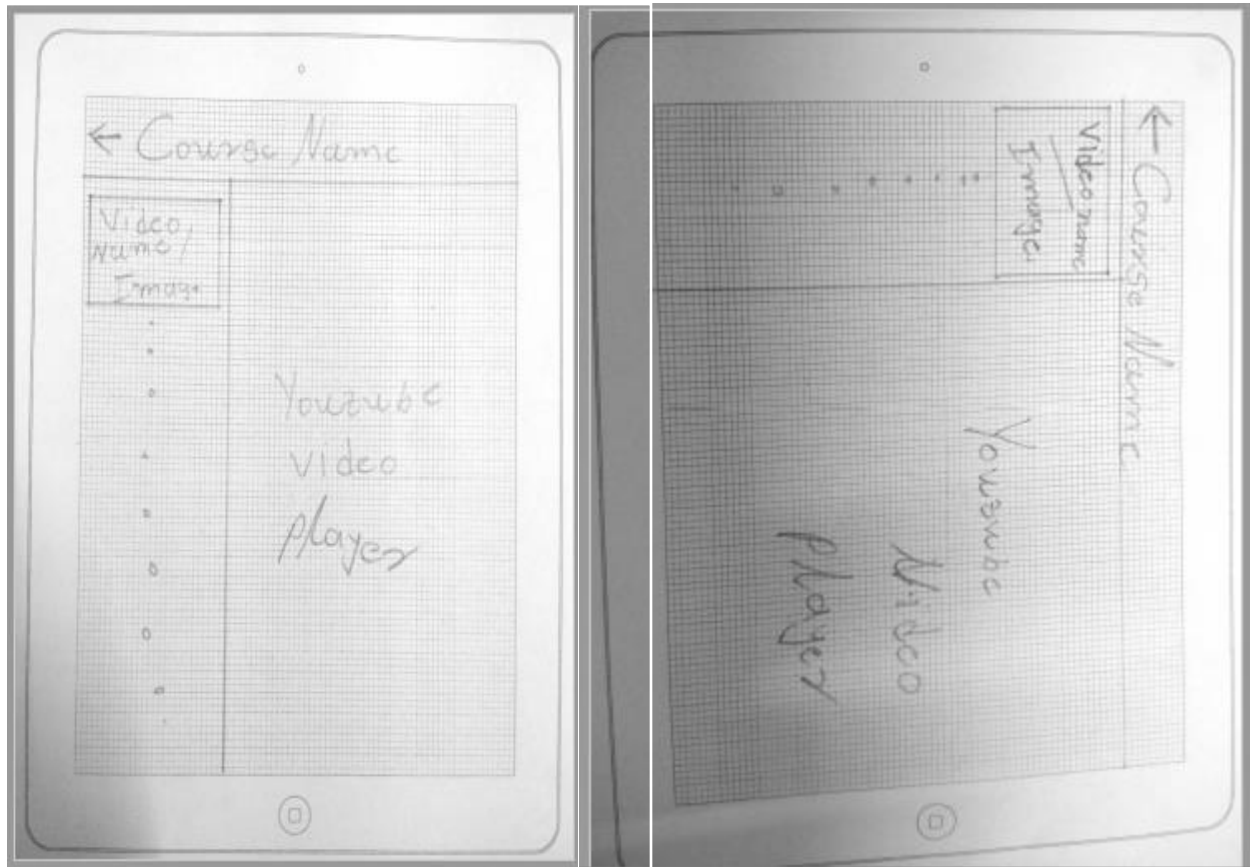 ← Course Name
Video
Name /
Image
Youtube
Video
player
← Course Name
Video name
Image
Youtube
Video
player